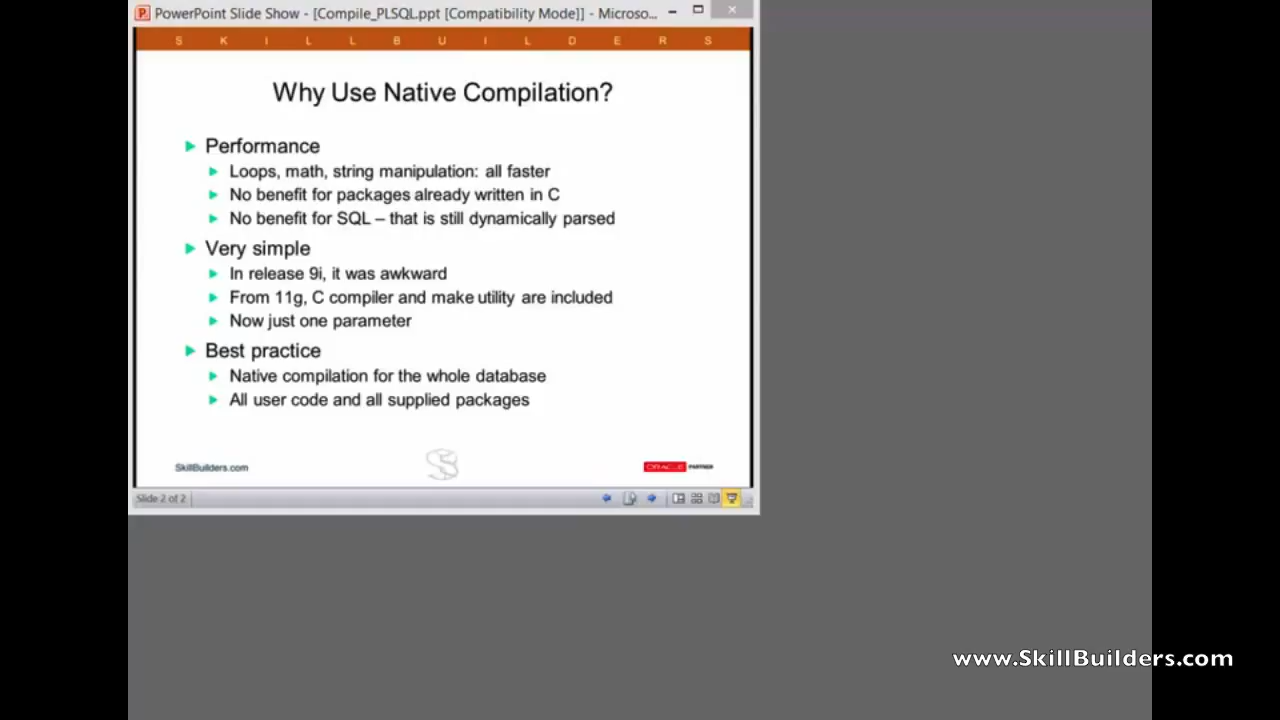 PowerPoint Slide Show - [Compile_PLSQL.ppt [Compatibility Mode]] - Microso...
S K I L L B U I L D E R S
Why Use Native Compilation?
Performance
Loops, math, string manipulation: all faster
No benefit for packages already written in C
No benefit for SQL – that is still dynamically parsed
Very simple
In release 9i, it was awkward
From 11g, C compiler and make utility are included
Now just one parameter
Best practice
Native compilation for the whole database
All user code and all supplied packages
SkillBuilders.com
ORACLE PARTNER
Slide 2 of 2
www.SkillBuilders.com